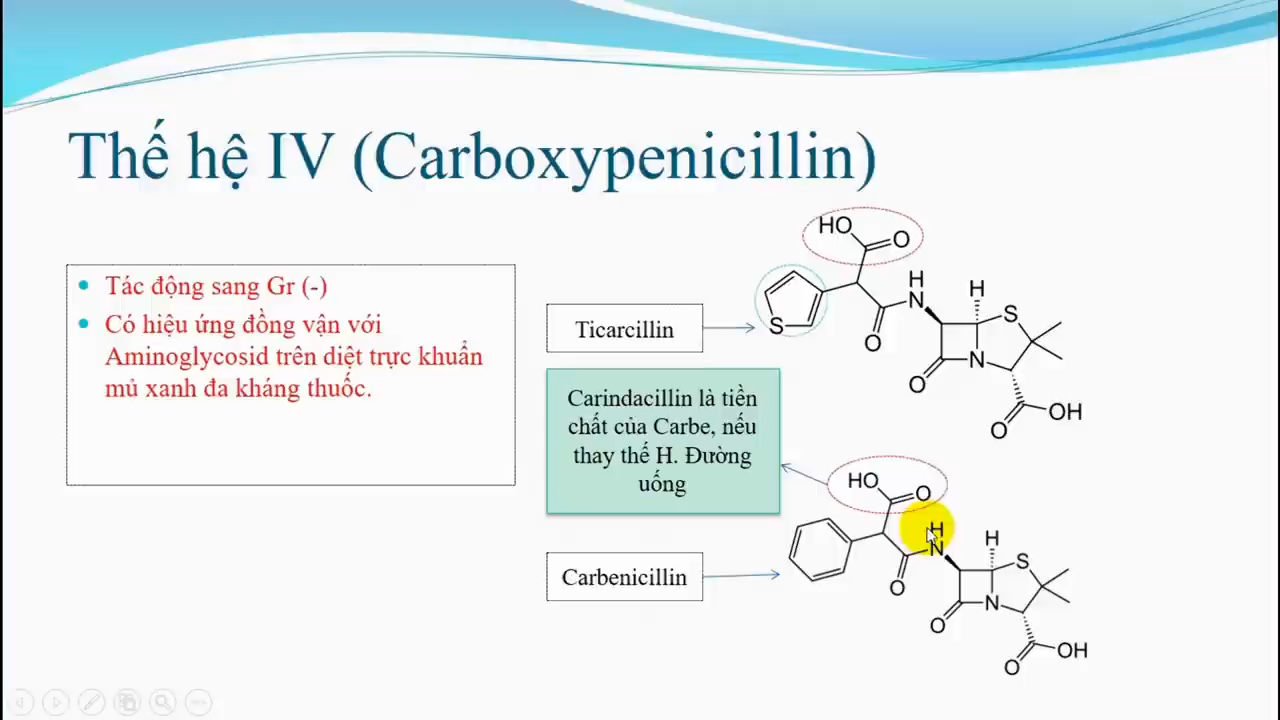 Thế hệ IV (Carboxypenicillin)
Tác động sang Gr (-)
Có hiệu ứng đồng vận với
Aminoglycosid trên diệt trực khuẩn
mủ xanh đa kháng thuốc.
Ticarcillin
Carindacillin là tiền
chất của Carbe, nếu
thay thế H. Đường
uống
Carbenicillin
HO
O
H
N
H
S
O
O
N
O
OH
HO
O
H
N
H
S
O
O
N
O
OH